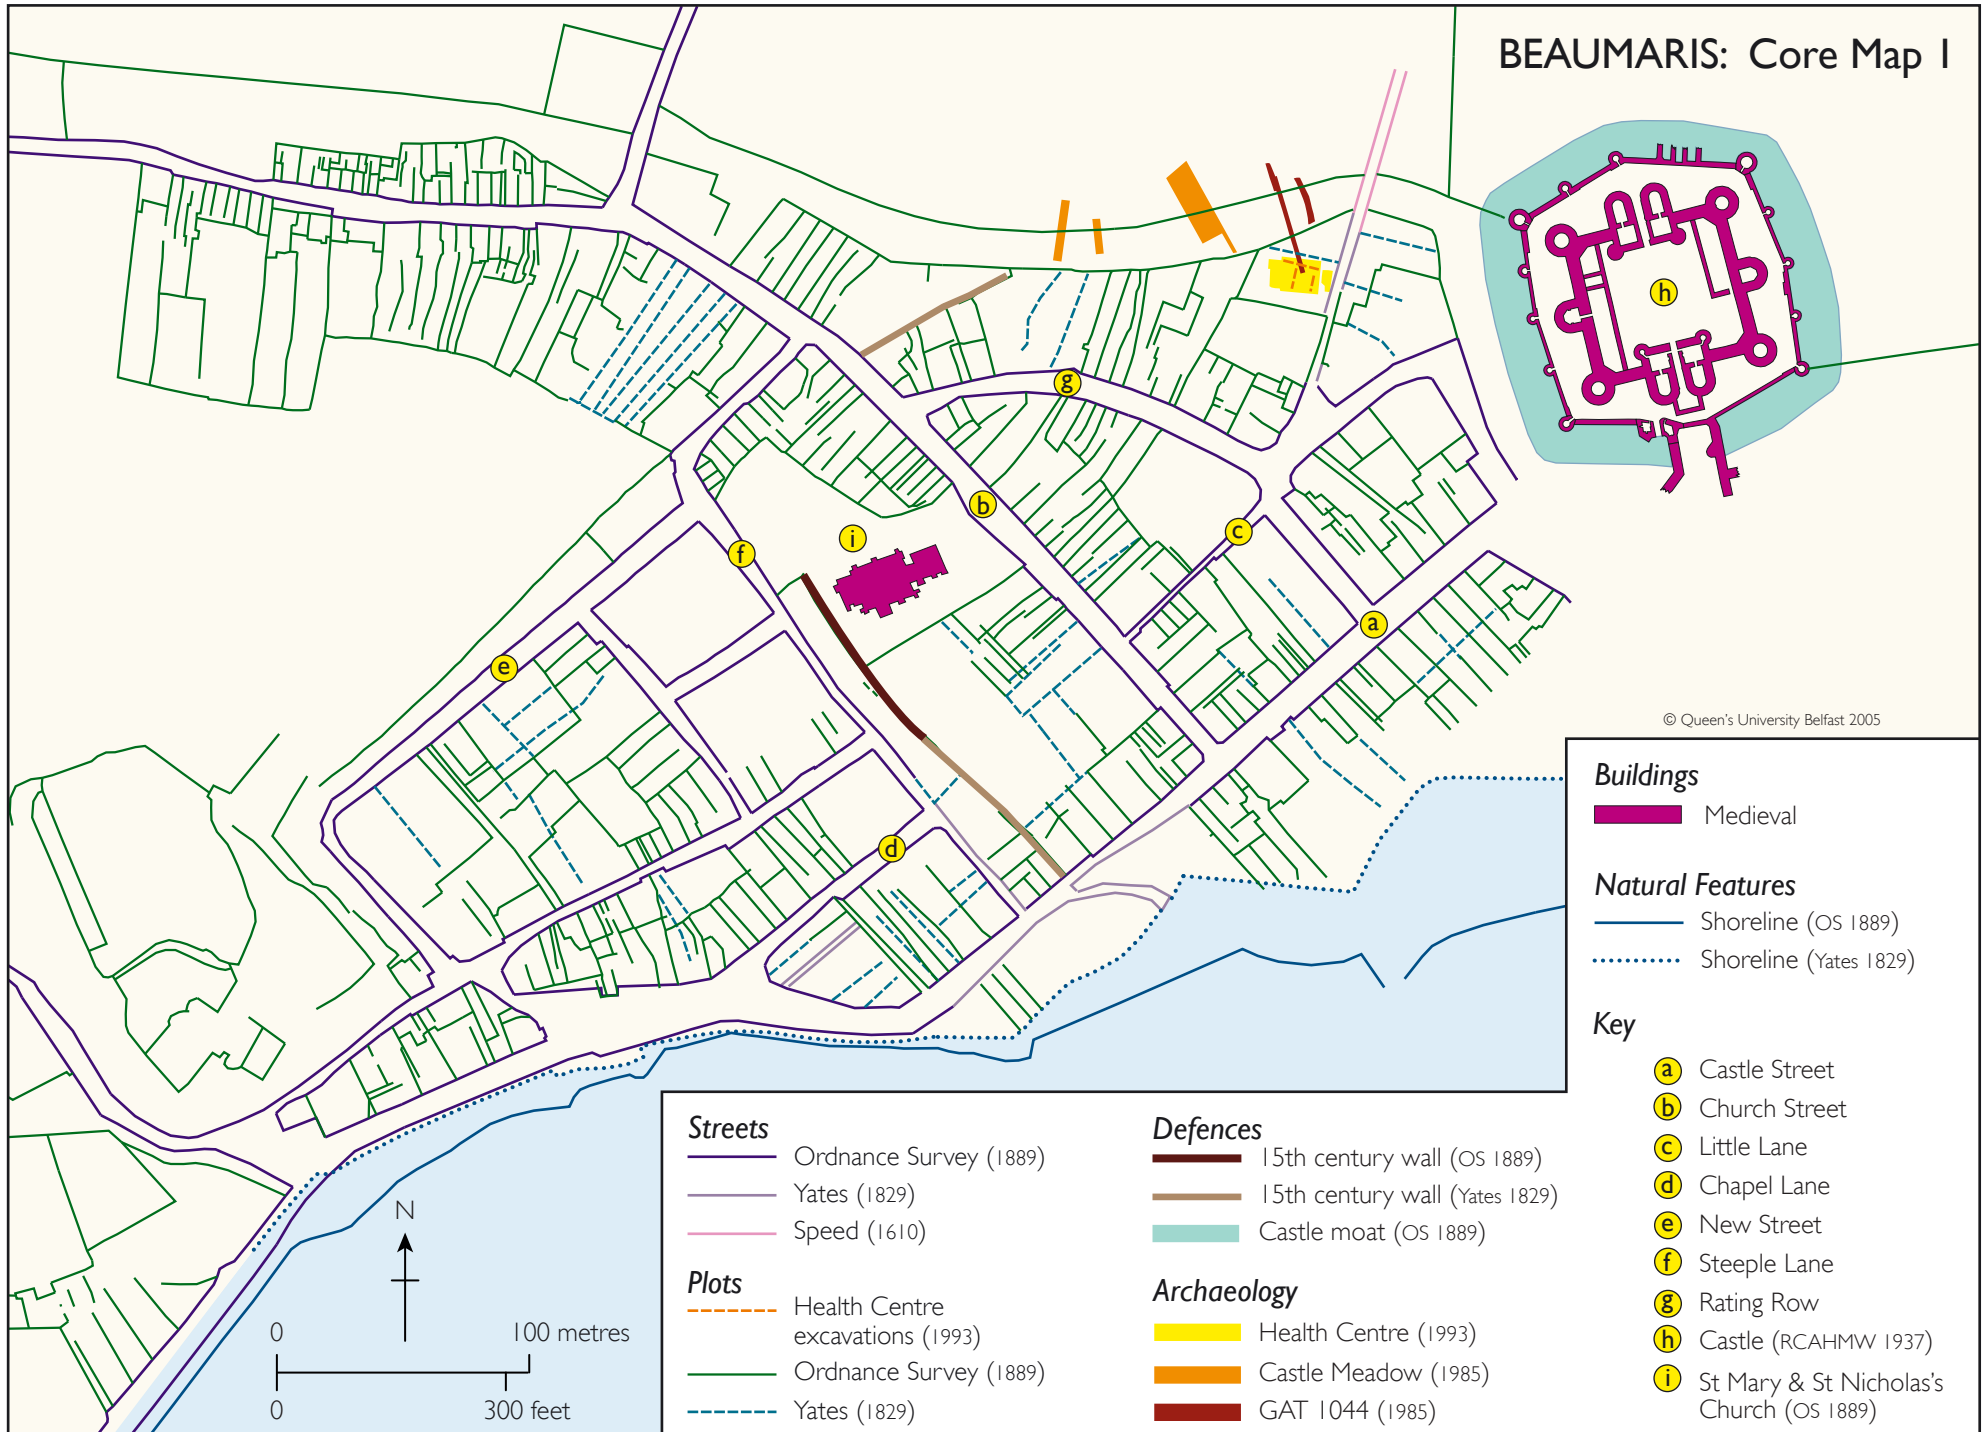 BEAUMARIS: Core Map 1
h
g
b
c
i
f
a
e
d
© Queen's University Belfast 2005
Buildings
Medieval
Natural Features
Shoreline (OS 1889)
Shoreline (Yates 1829)
Key
a Castle Street
b Church Street
c Little Lane
d Chapel Lane
e New Street
f Steeple Lane
g Rating Row
h Castle (RCAHMW 1937)
i St Mary & St Nicholas's
Church (OS 1889)
Streets
Ordnance Survey (1889)
Yates (1829)
Speed (1610)
Plots
Health Centre
excavations (1993)
Ordnance Survey (1889)
Yates (1829)
Defences
15th century wall (OS 1889)
15th century wall (Yates 1829)
Castle moat (OS 1889)
Archaeology
Health Centre (1993)
Castle Meadow (1985)
GAT 1044 (1985)
N
0 100 metres
0 300 feet